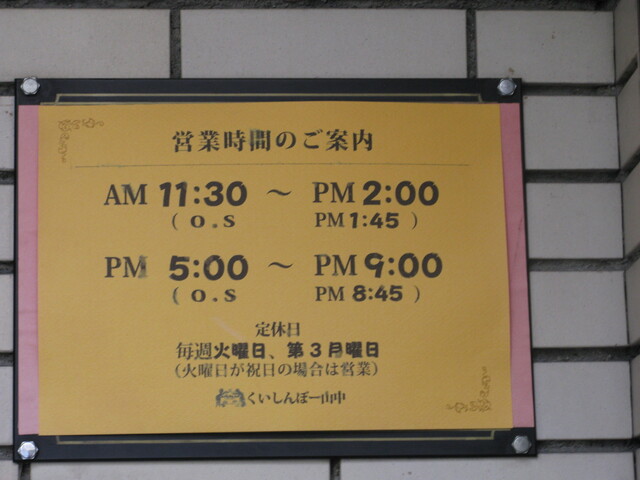 営業時間のご案内
AM 11:30 ～ PM 2:00
( O.S PM 1:45 )
PM 5:00 ～ PM 9:00
( O.S PM 8:45 )
定休日
毎週火曜日、第3月曜日
(火曜日が祝日の場合は営業)
くいしんぼー山中